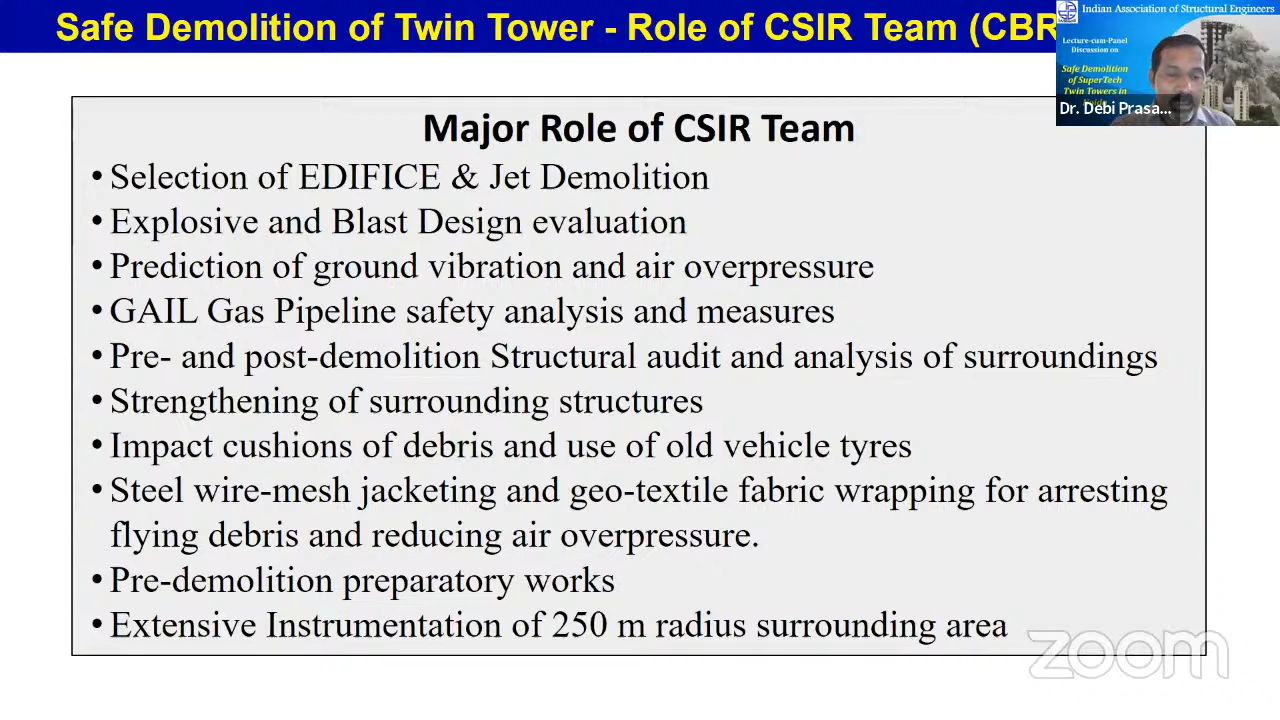 Safe Demolition of Twin Tower - Role of CSIR Team (CBR
Indian Association of Structural Engineers
Lecture-cum-Panel
Discussion on
Safe Demolition
of SuperTech
Twin Towers in
Dr. Debi Prasa...
Major Role of CSIR Team
• Selection of EDIFICE & Jet Demolition
• Explosive and Blast Design evaluation
• Prediction of ground vibration and air overpressure
• GAIL Gas Pipeline safety analysis and measures
• Pre- and post-demolition Structural audit and analysis of surroundings
• Strengthening of surrounding structures
• Impact cushions of debris and use of old vehicle tyres
• Steel wire-mesh jacketing and geo-textile fabric wrapping for arresting
flying debris and reducing air overpressure.
• Pre-demolition preparatory works
• Extensive Instrumentation of 250 m radius surrounding area
zoom